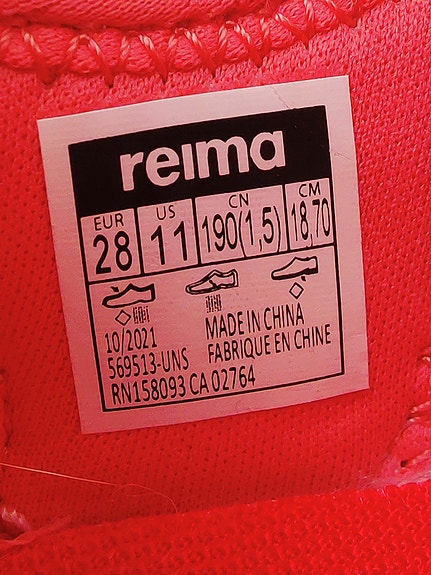 reima
EUR US CN CM
28 11 190(1,5) 18,70
10/2021 MADE IN CHINA
569513-UNS FABRIQUE EN CHINE
RN158093 CA 02764